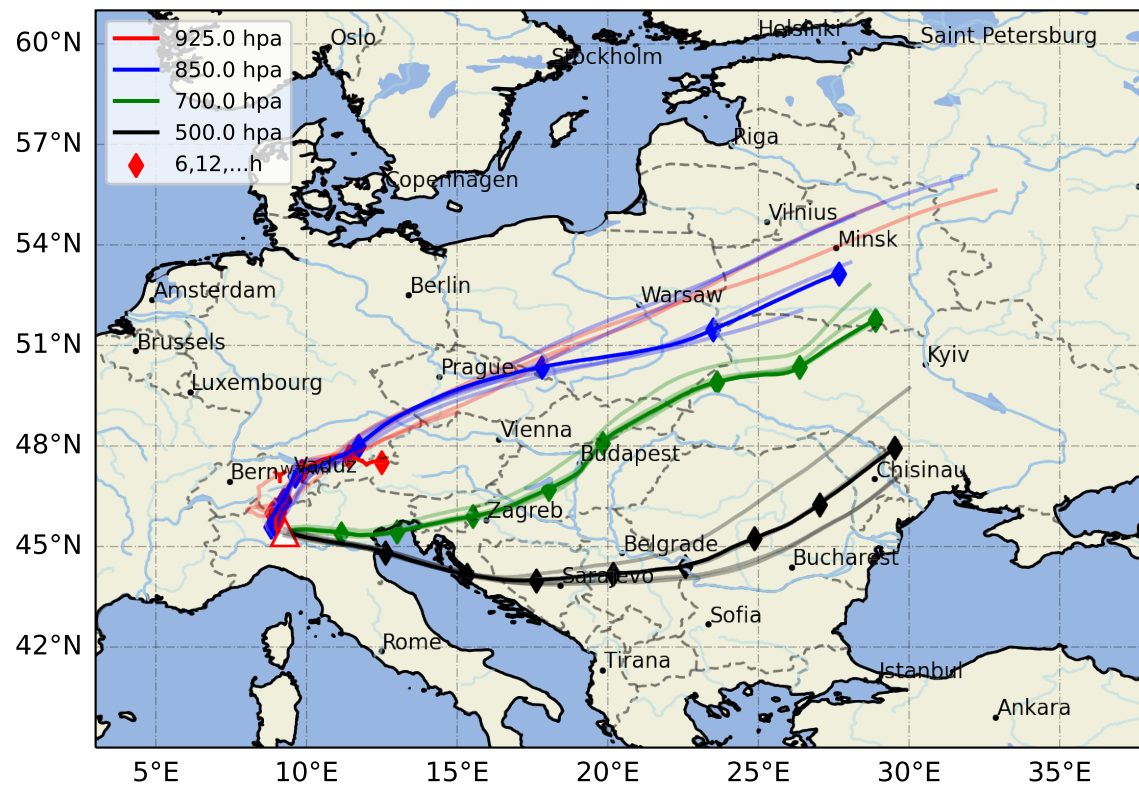 925.0 hpa
850.0 hpa
700.0 hpa
500.0 hpa
6,12,...h
60°N
57°N
54°N
51°N
48°N
45°N
42°N
Oslo
Helsinki
Saint Petersburg
Stockholm
Riga
Copenhagen
Vilnius
Minsk
Amsterdam
Berlin
Warsaw
Brussels
Prague
Kyiv
Luxembourg
Vienna
Budapest
Bern
Vaduz
Chisinau
Zagreb
Belgrade
Bucharest
Sarajevo
Sofia
Rome
Tirana
Istanbul
Ankara
5°E
10°E
15°E
20°E
25°E
30°E
35°E